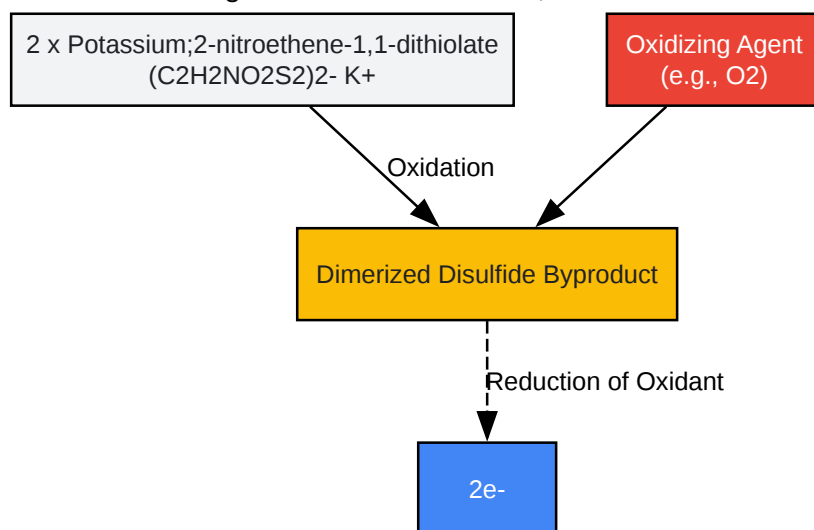 2 x Potassium;2-nitroethene-1,1-dithiolate
(C2H2NO2S2)2- K+
Oxidizing Agent
(e.g., O2)
Oxidation
Dimerized Disulfide Byproduct
Reduction of Oxidant
2e-